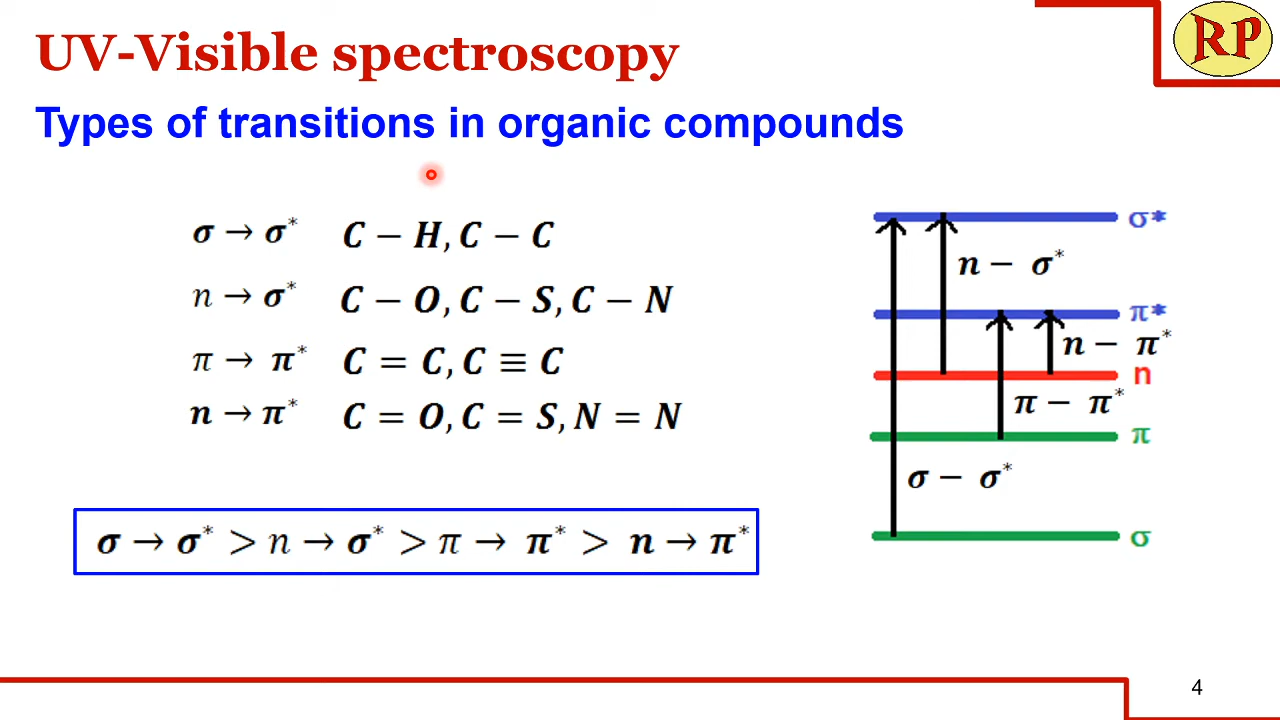 RP
UV-Visible spectroscopy
Types of transitions in organic compounds
σ → σ* C − H, C − C
n → σ* C − O, C − S, C − N
π → π* C = C, C ≡ C
n → π* C = O, C = S, N = N
σ → σ* > n → σ* > π → π* > n → π*
σ*
n − σ*
π*
n − π*
n
π − π*
π
σ − σ*
σ
4